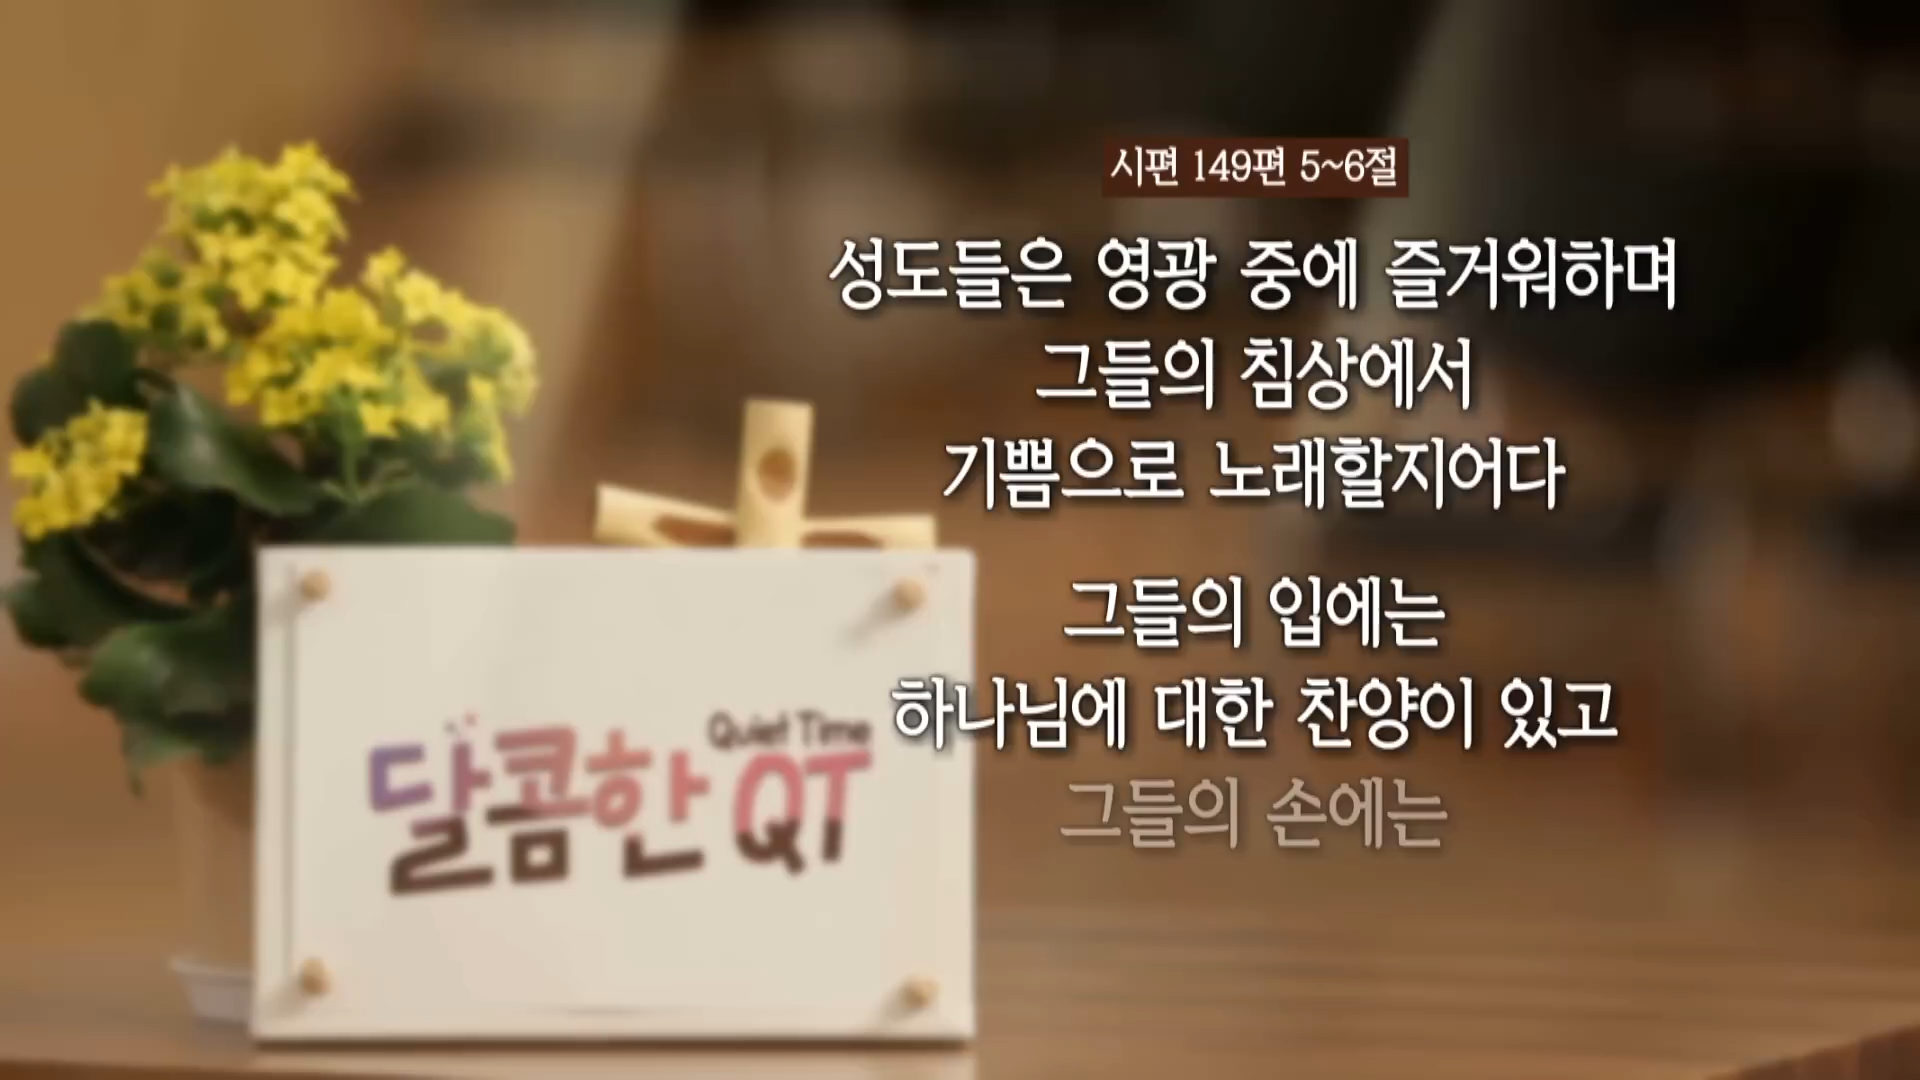 시편 149편 5~6절
성도들은 영광 중에 즐거워하며
그들의 침상에서
기쁨으로 노래할지어다
그들의 입에는
하나님에 대한 찬양이 있고
그들의 손에는
Quiet Time
달콤한 QT